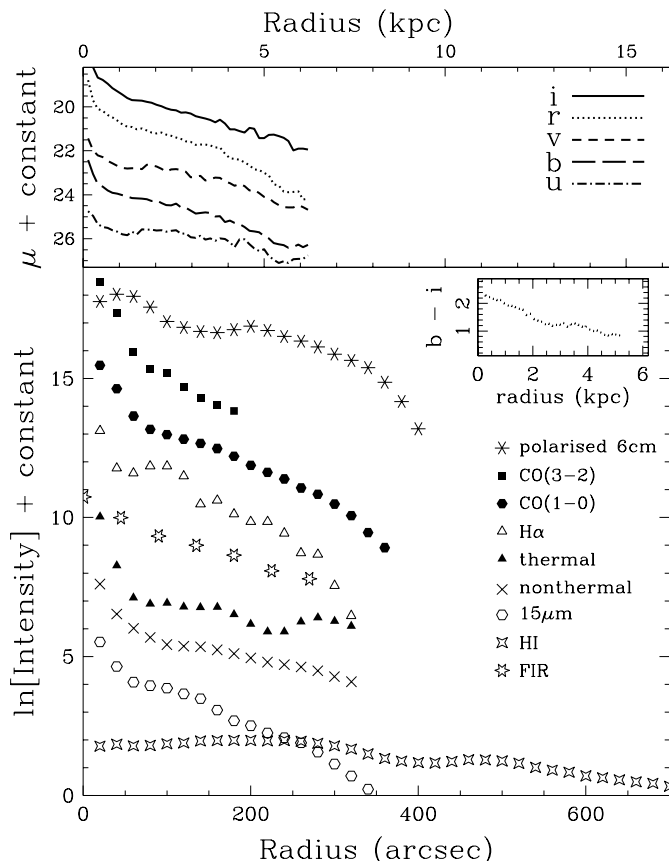 Radius (kpc)
0 5 10 15
20
22
24
26
μ + constant
i
r
v
b
u
15
10
5
0
ln[Intensity] + constant
b - i
2
1
0 2 4 6
radius (kpc)
polarised 6cm
CO(3-2)
CO(1-0)
Hα
thermal
nonthermal
15μm
HI
FIR
0 200 400 600
Radius (arcsec)